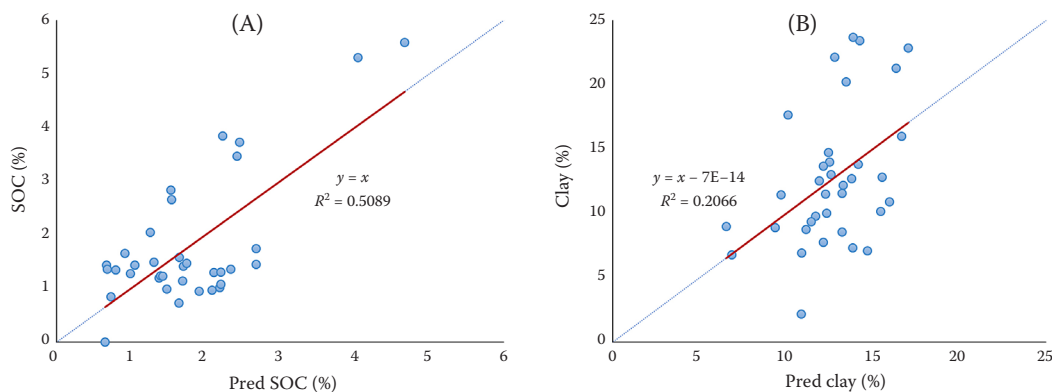 (A)
6
5
4
3
2
1
0
SOC (%)
y = x
R² = 0.5089
0 1 2 3 4 5 6
Pred SOC (%)
(B)
25
20
15
10
5
0
Clay (%)
y = x – 7E–14
R² = 0.2066
0 5 10 15 20 25
Pred clay (%)